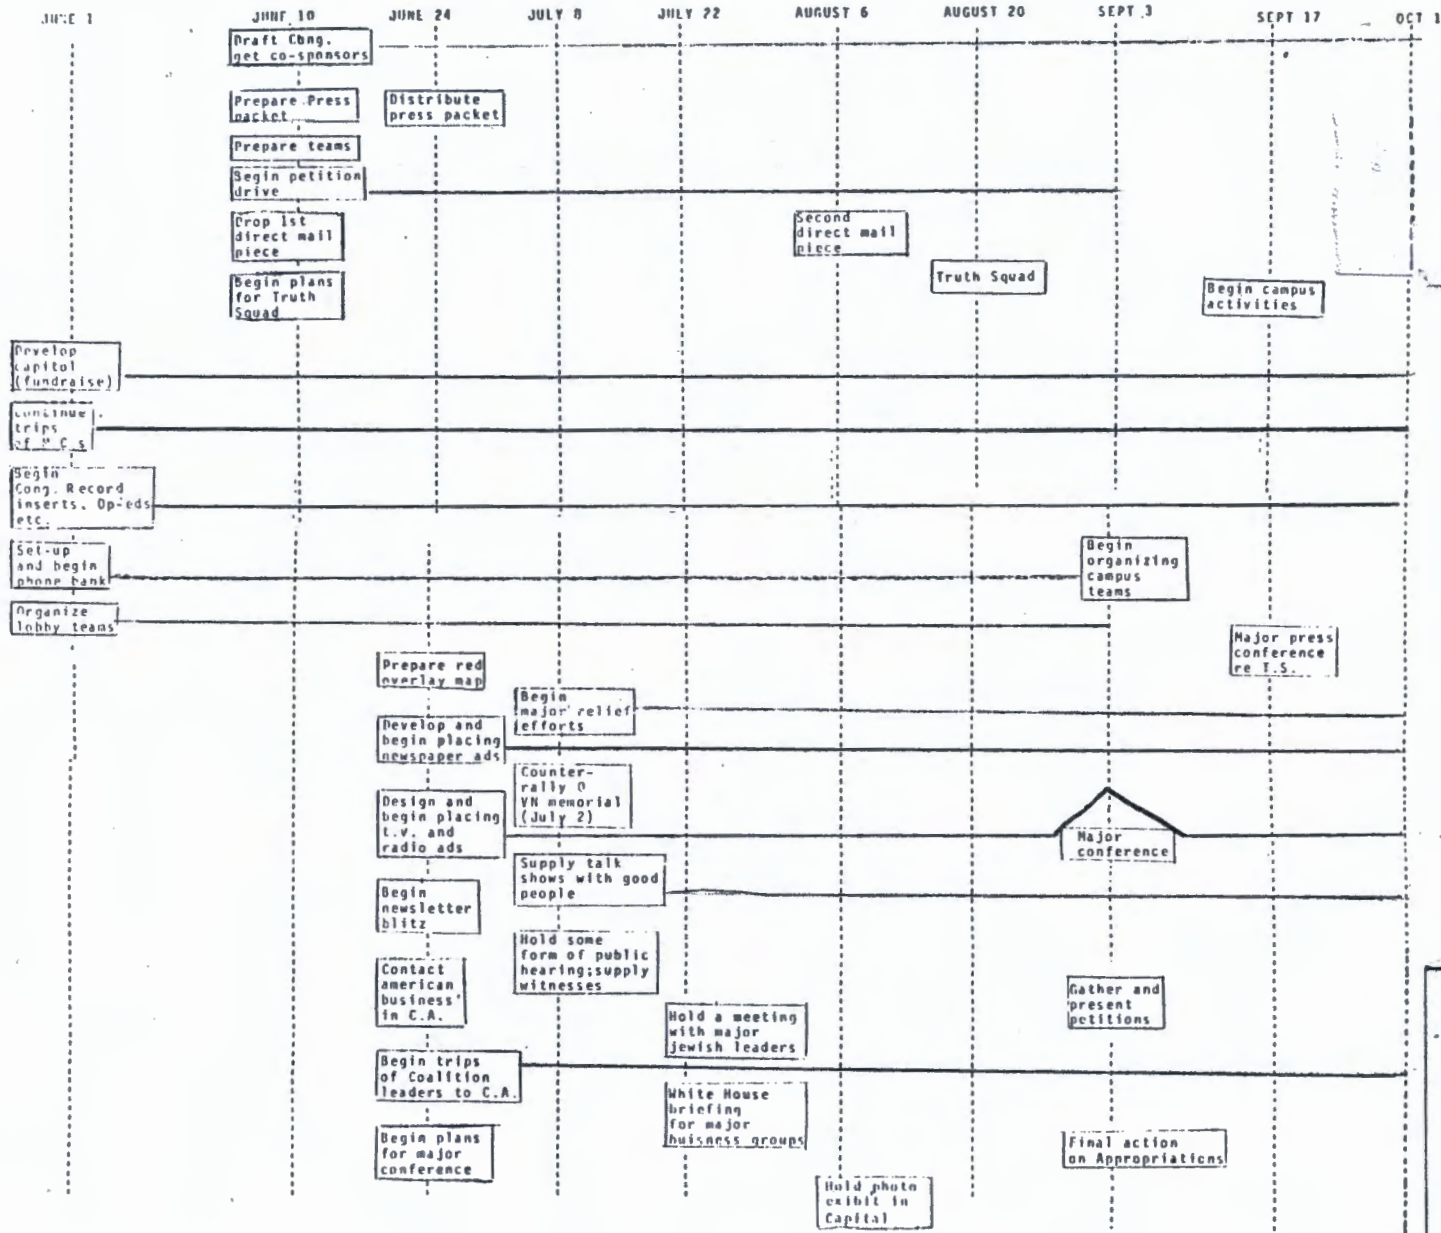 JUNE 1 JUNE 10 JUNE 24 JULY 8 JULY 22 AUGUST 6 AUGUST 20 SEPT 3 SEPT 17 OCT 1
Draft Cong.
get co-sponsors
Prepare Press
packet
Distribute
press packet
Prepare teams
Begin petition
drive
Drop 1st
direct mail
piece
Second
direct mail
piece
Begin plans
for Truth
Squad
Truth Squad
Begin campus
activities
Develop
capitol
(fundraise)
Continue
trips
of M.C.s
Begin
Cong. Record
inserts, Op-eds
etc.
Set-up
and begin
phone bank
Begin
organizing
campus
teams
Organize
lobby teams
Major press
conference
re T.S.
Prepare red
overlay map
Begin
major relief
efforts
Develop and
begin placing
newspaper ads
Counter-
rally @
VN memorial
(July 2)
Design and
begin placing
t.v. and
radio ads
Major
conference
Supply talk
shows with good
people
Begin
newsletter
blitz
Hold some
form of public
hearing;supply
witnesses
Contact
american
business'
in C.A.
Gather and
present
petitions
Hold a meeting
with major
jewish leaders
Begin trips
of Coalition
leaders to C.A.
White House
briefing
for major
buisness groups
Begin plans
for major
conference
Final action
on Appropriations
Hold photo
exibit in
Capital